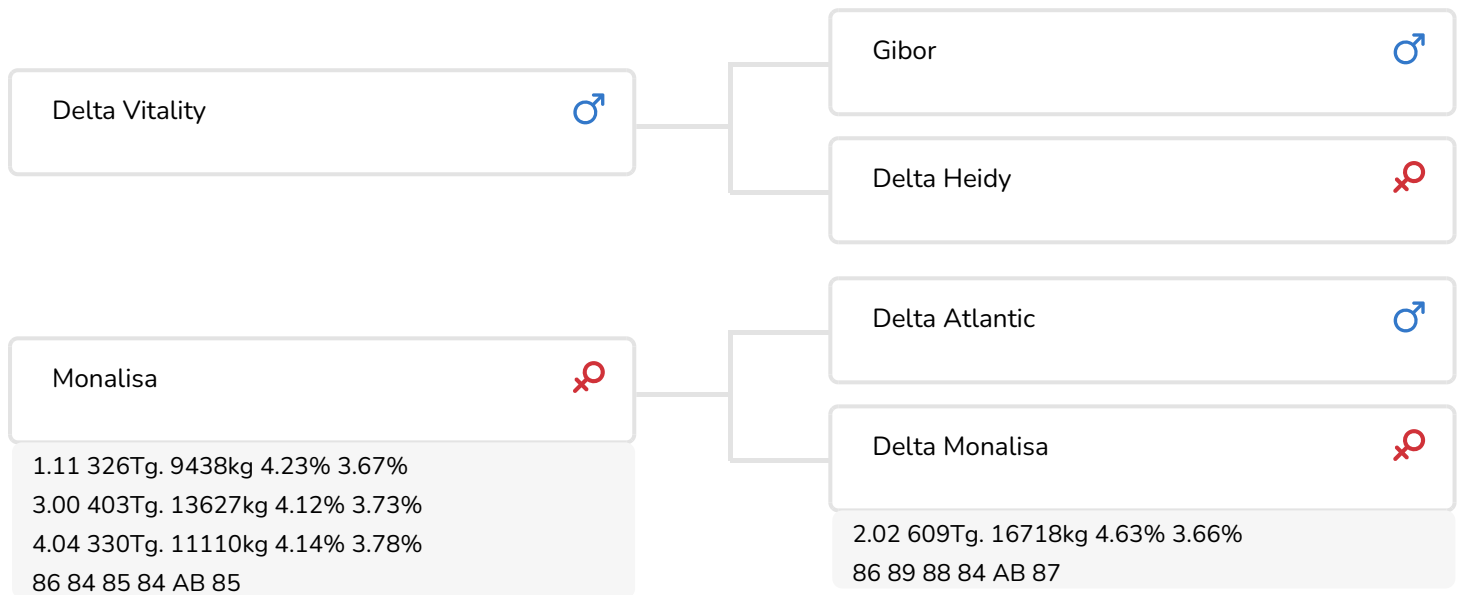 Delta Vitality
Gibor
Delta Heidy
Monalisa
1.11 326Tg. 9438kg 4.23% 3.67%
3.00 403Tg. 13627kg 4.12% 3.73%
4.04 330Tg. 11110kg 4.14% 3.78%
86 84 85 84 AB 85
Delta Atlantic
Delta Monalisa
2.02 609Tg. 16718kg 4.63% 3.66%
86 89 88 84 AB 87